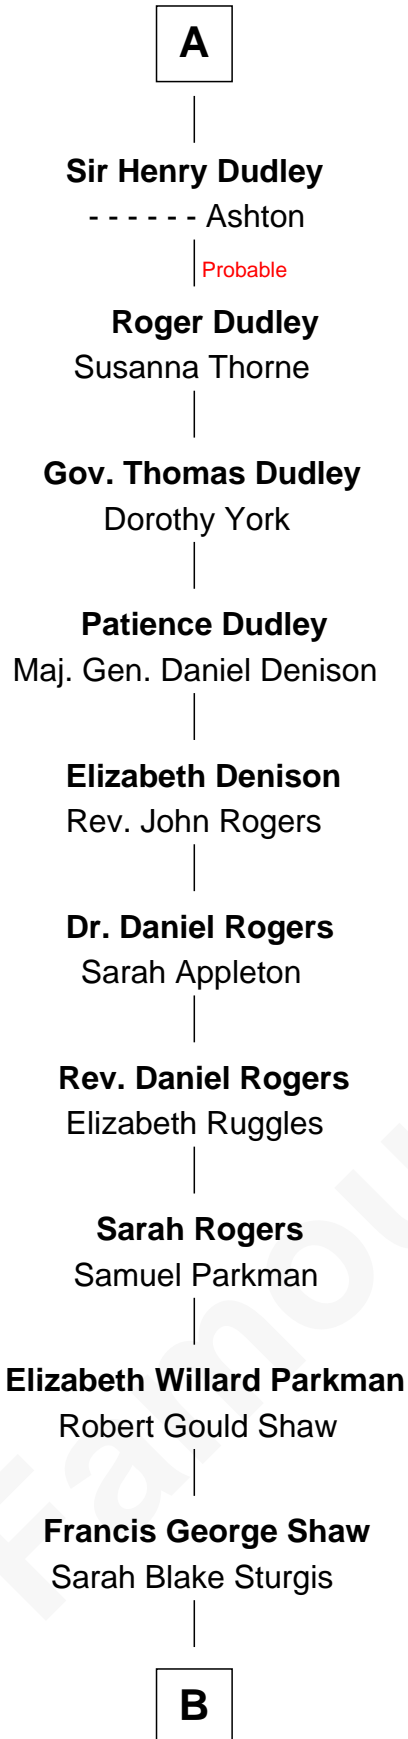 A
Sir Henry Dudley
- - - - - - Ashton
Probable
Roger Dudley
Susanna Thorne
Gov. Thomas Dudley
Dorothy York
Patience Dudley
Maj. Gen. Daniel Denison
Elizabeth Denison
Rev. John Rogers
Dr. Daniel Rogers
Sarah Appleton
Rev. Daniel Rogers
Elizabeth Ruggles
Sarah Rogers
Samuel Parkman
Elizabeth Willard Parkman
Robert Gould Shaw
Francis George Shaw
Sarah Blake Sturgis
B